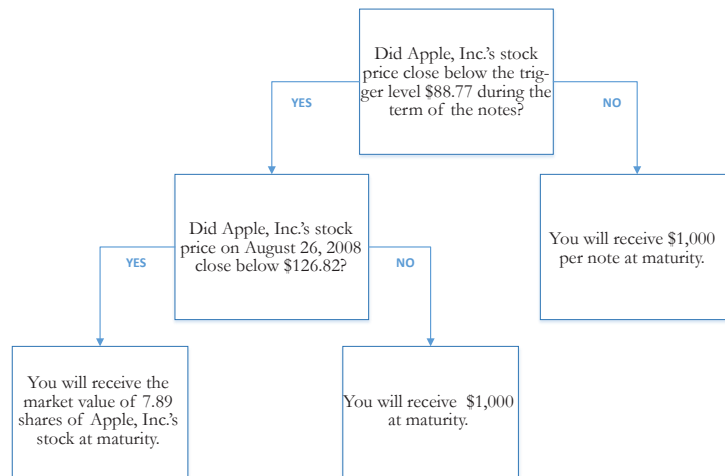 Did Apple, Inc.'s stock
price close below the trig-
ger level $88.77 during the
term of the notes?
YES
NO
Did Apple, Inc.'s stock
price on August 26, 2008
close below $126.82?
You will receive $1,000
per note at maturity.
YES
NO
You will receive the
market value of 7.89
shares of Apple, Inc.'s
stock at maturity.
You will receive $1,000
at maturity.